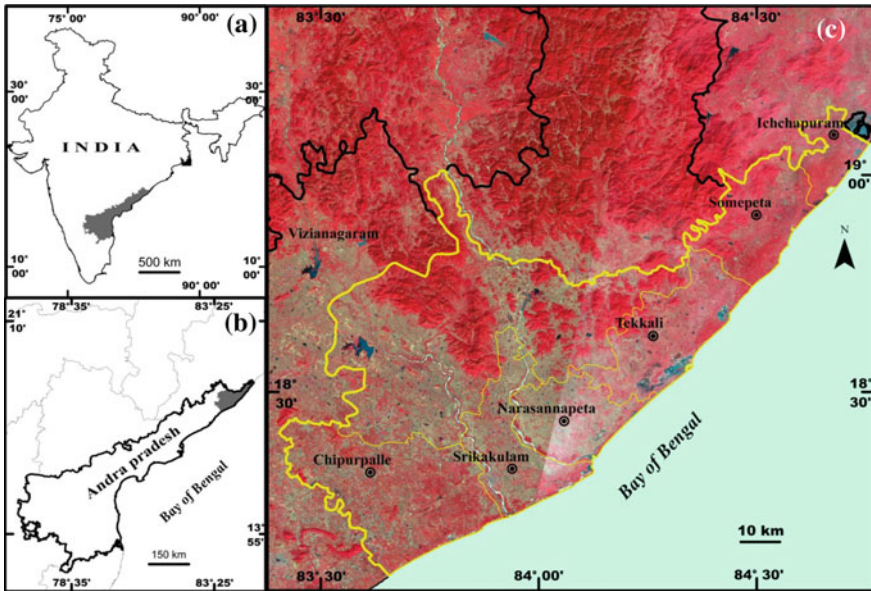 75° 00'
90° 00'
(a)
30° 00'
30° 00'
INDIA
10° 00'
10° 00'
500 km
90° 00'
78° 35'
83° 25'
(b)
21° 10'
Andra pradesh
Bay of Bengal
13° 55'
150 km
78° 35'
83° 25'
83° 30'
84° 30'
(c)
Ichchapuram
19° 00'
Somepeta
Vizianagaram
N
Tekkali
18° 30'
18° 30'
Narasannapeta
Chipurpalle
Srikakulam
Bay of Bengal
10 km
83° 30'
84° 00'
84° 30'